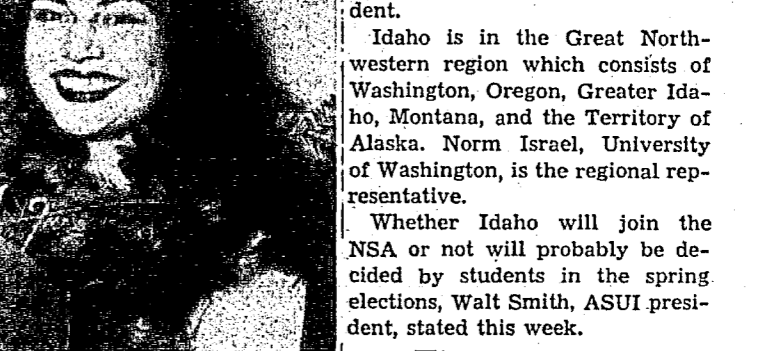 dent.
Idaho is in the Great North-
western region which consists of
Washington, Oregon, Greater Ida-
ho, Montana, and the Territory of
Alaska. Norm Israel, University
of Washington, is the regional rep-
resentative.
Whether Idaho will join the
NSA or not will probably be de-
cided by students in the spring
elections, Walt Smith, ASUI presi-
dent, stated this week.